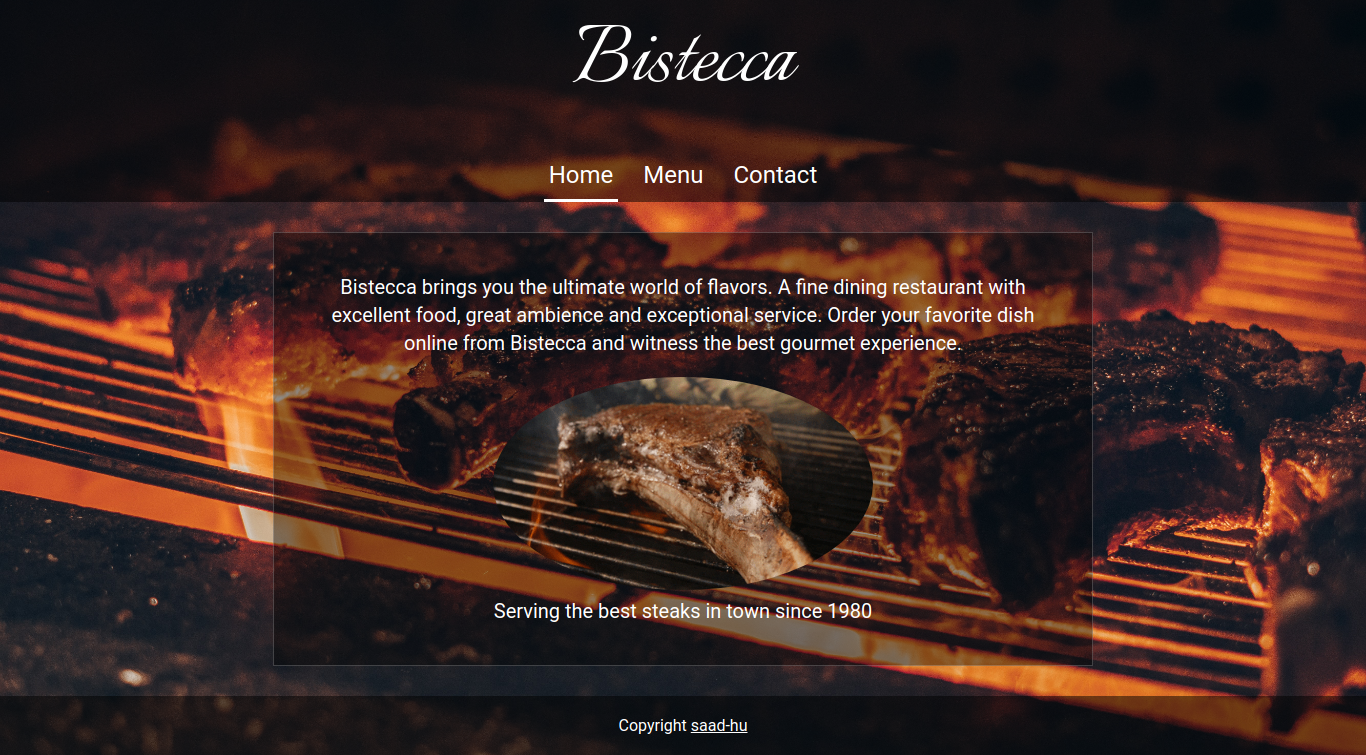 Bistecca
Home Menu Contact
Bistecca brings you the ultimate world of flavors. A fine dining restaurant with
excellent food, great ambience and exceptional service. Order your favorite dish
online from Bistecca and witness the best gourmet experience.
Serving the best steaks in town since 1980
Copyright saad-hu